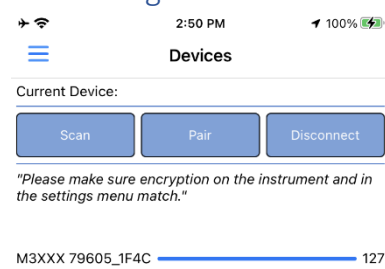 2:50 PM 100%
Devices
Current Device:
Scan Pair Disconnect
"Please make sure encryption on the instrument and in
the settings menu match."
M3XXX 79605_1F4C 127